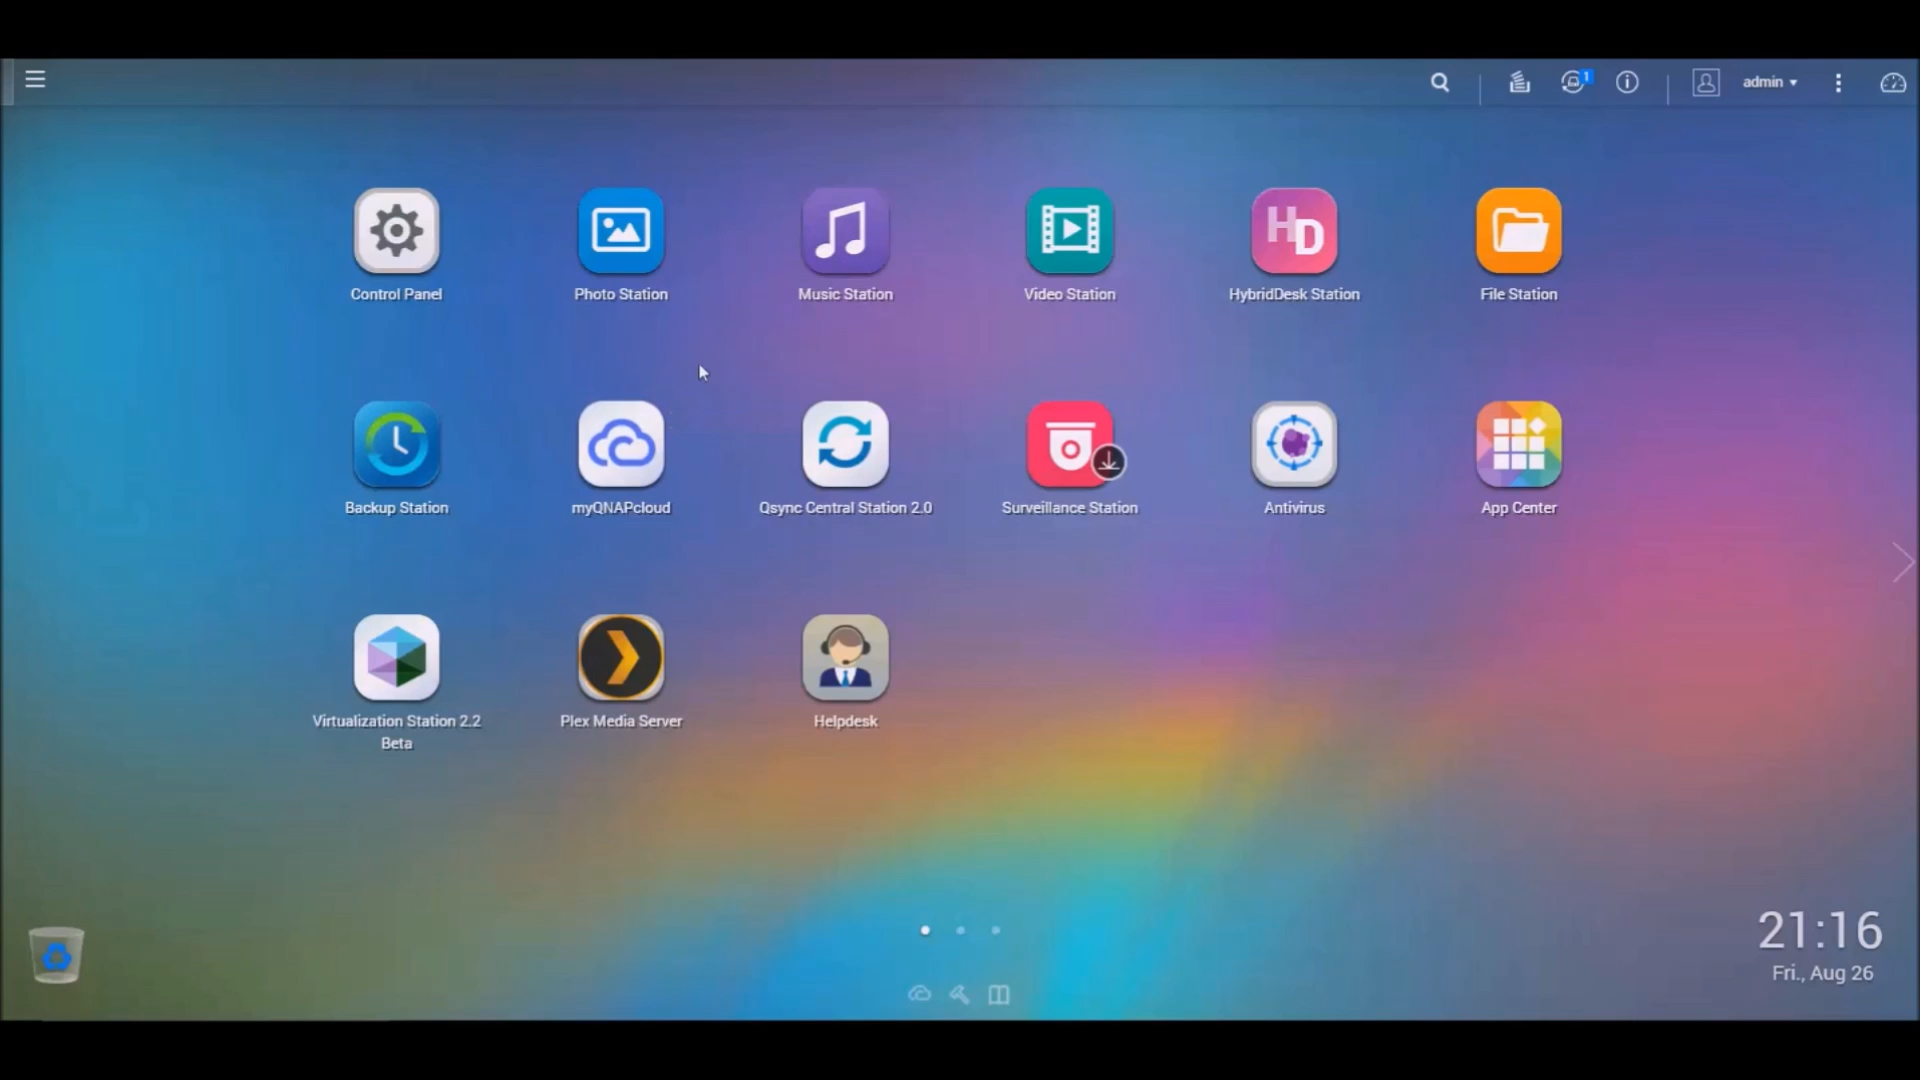 1
admin
Control Panel
Photo Station
Music Station
Video Station
HD
HybridDesk Station
File Station
Backup Station
myQNAPcloud
Qsync Central Station 2.0
Surveillance Station
Antivirus
App Center
Virtualization Station 2.2
Beta
Plex Media Server
Helpdesk
21:16
Fri., Aug 26